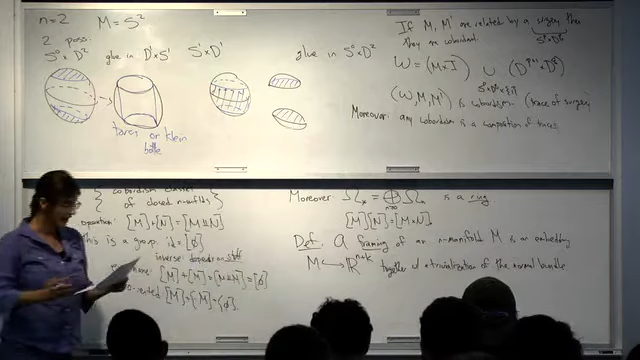 n=2 M=S²
2 poss:
S⁰×D² glue in D¹×S¹ S¹×D¹ glue in S⁰×D²
torus or klein
bottle
If M, M' are related by a surgery then
they are cobordant
W = (M×I) ∪ (D^{p+1}×D^q)
(W, M, M') is cobordism (trace of surgery)
Moreover: any cobordism is a composition of traces
{ cobordism classes
of closed n-mflds }
operation: [M]+[N]=[M⊔N]
This is a group: id=[∅]
inverse:
[M]+[M]=[M⊔M]=[∅]
[M]+[-M]=[∅].
Moreover Ω_* = ⊕_{n≥0} Ω_n is a ring
[M][N]=[M×N]
Def. A framing of an n-manifold M is an embedding
M ↪ ℝ^{n+k} together w/ a trivialization of the normal bundle